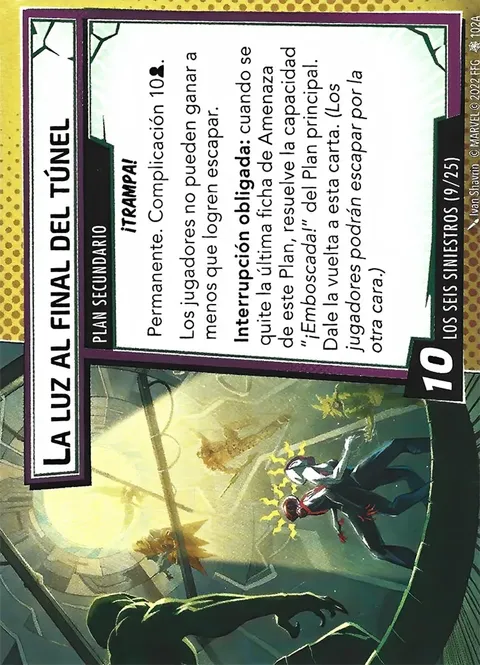 LA LUZ AL FINAL DEL TÚNEL
PLAN SECUNDARIO
¡TRAMPA!
Permanente. Complicación 10.
Los jugadores no pueden ganar a
menos que logren escapar.
Interrupción obligada: cuando se
quite la última ficha de Amenaza
de este Plan, resuelve la capacidad
"¡Emboscada!" del Plan principal.
Dale la vuelta a esta carta. (Los
jugadores podrán escapar por la
otra cara.)
10
LOS SEIS SINIESTROS (9/25)
Ivan Shavrin © MARVEL © 2022 FFG 102A